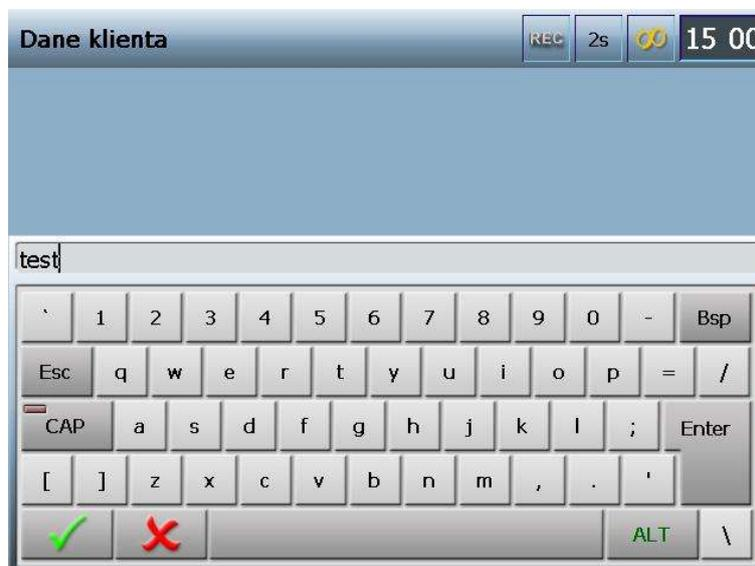 Dane klienta REC 2s 15 00
test
` 1 2 3 4 5 6 7 8 9 0 - Bsp
Esc q w e r t y u i o p = /
CAP a s d f g h j k l ; Enter
[ ] z x c v b n m , . '
ALT \